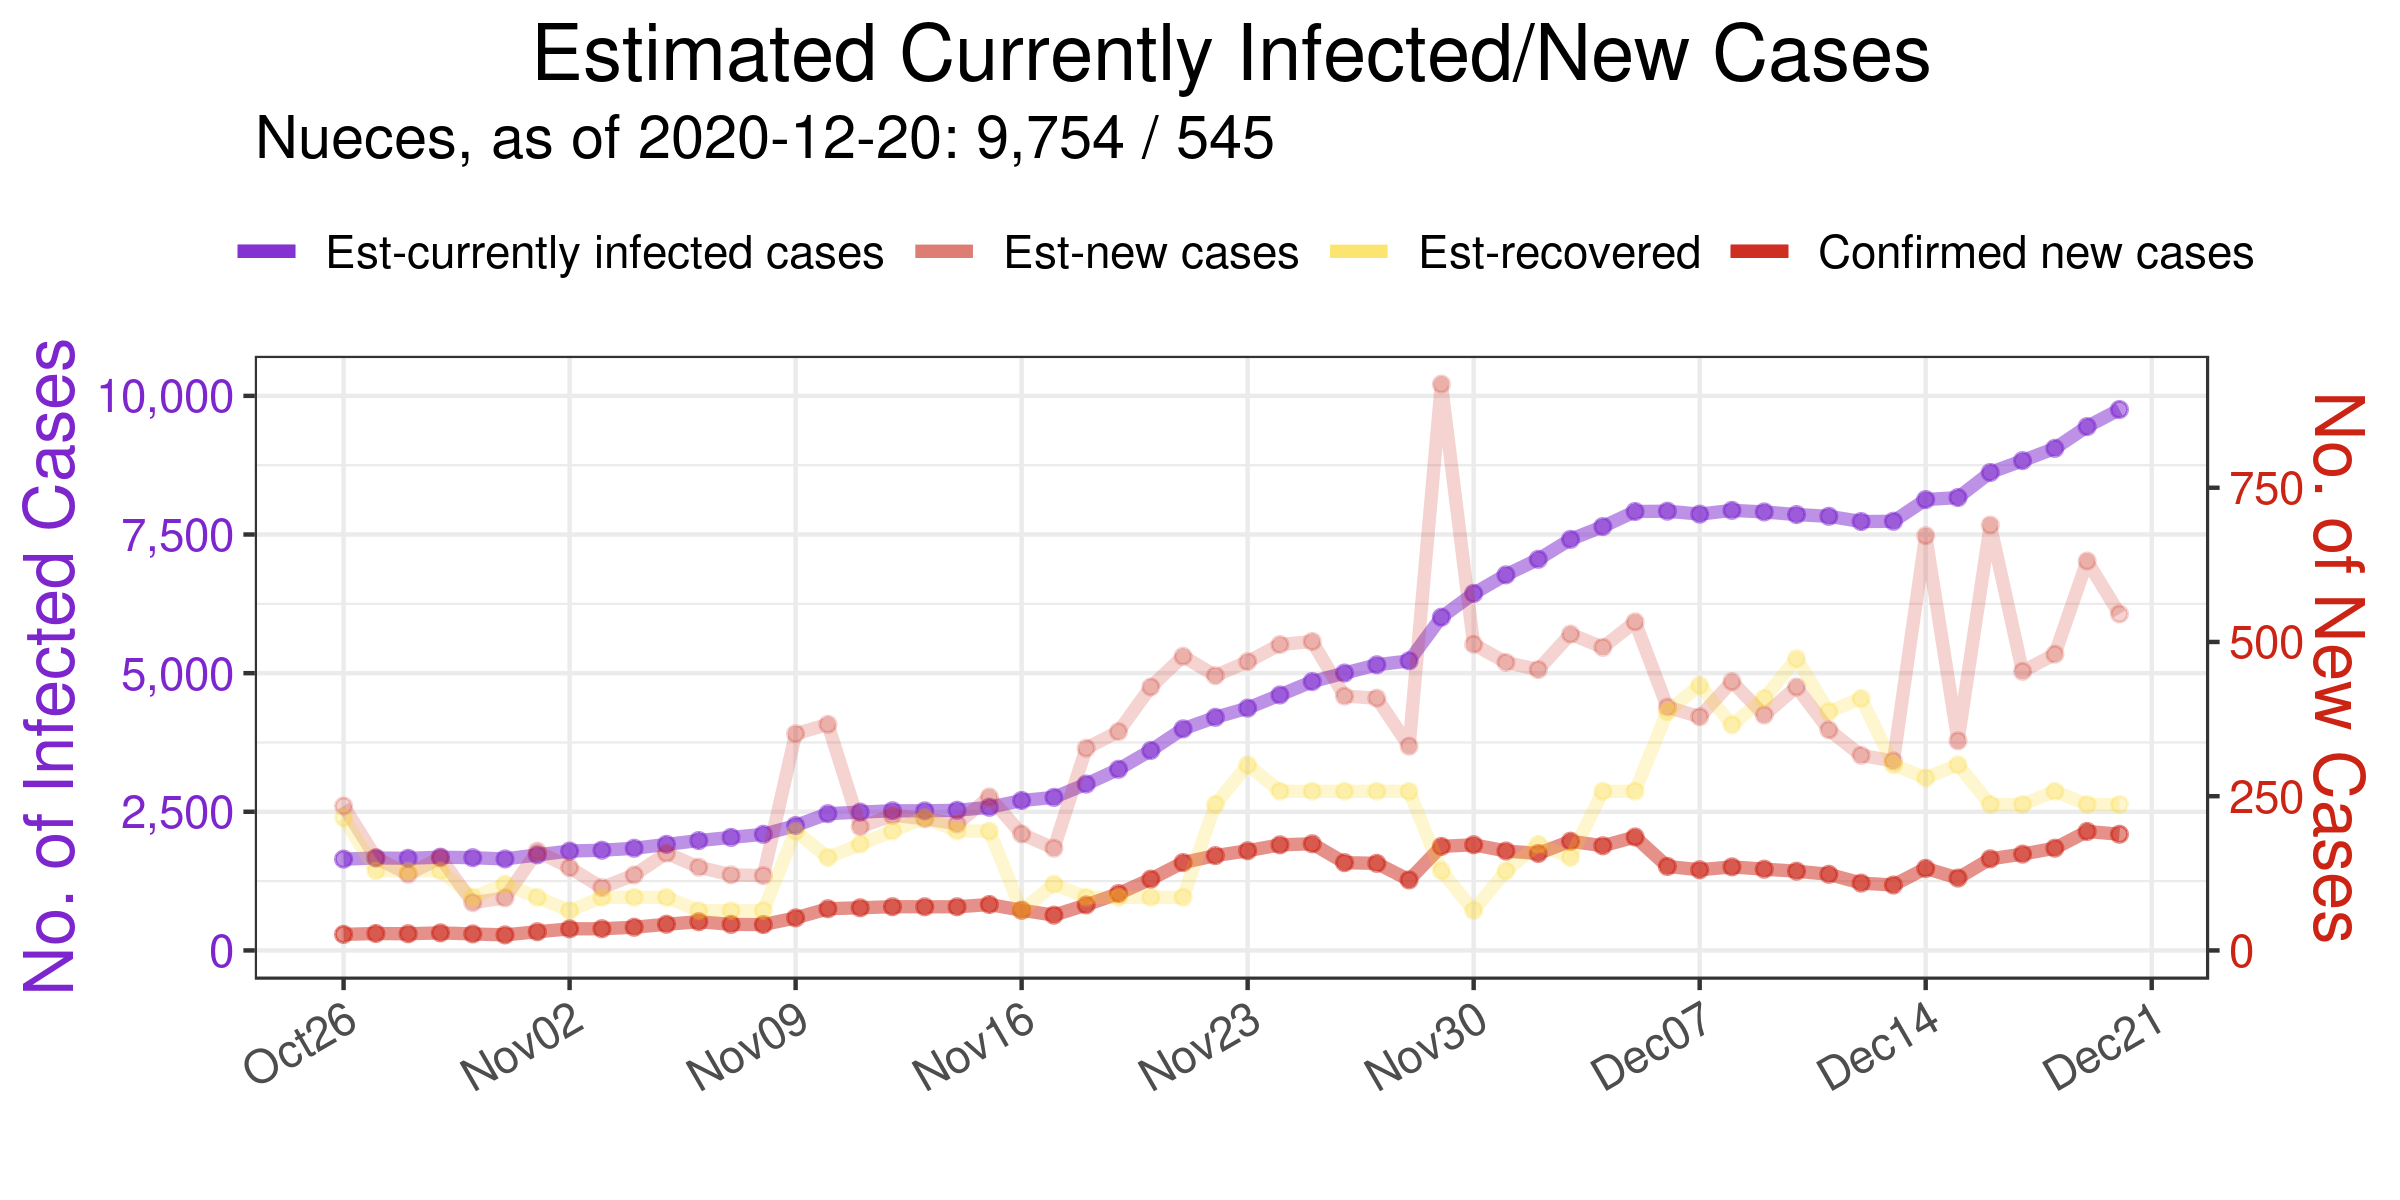 Estimated Currently Infected/New Cases
Nueces, as of 2020-12-20: 9,754 / 545
Est-currently infected cases Est-new cases Est-recovered Confirmed new cases
No. of Infected Cases
10,000
7,500
5,000
2,500
0
750
500
250
0
No. of New Cases
Oct26 Nov02 Nov09 Nov16 Nov23 Nov30 Dec07 Dec14 Dec21